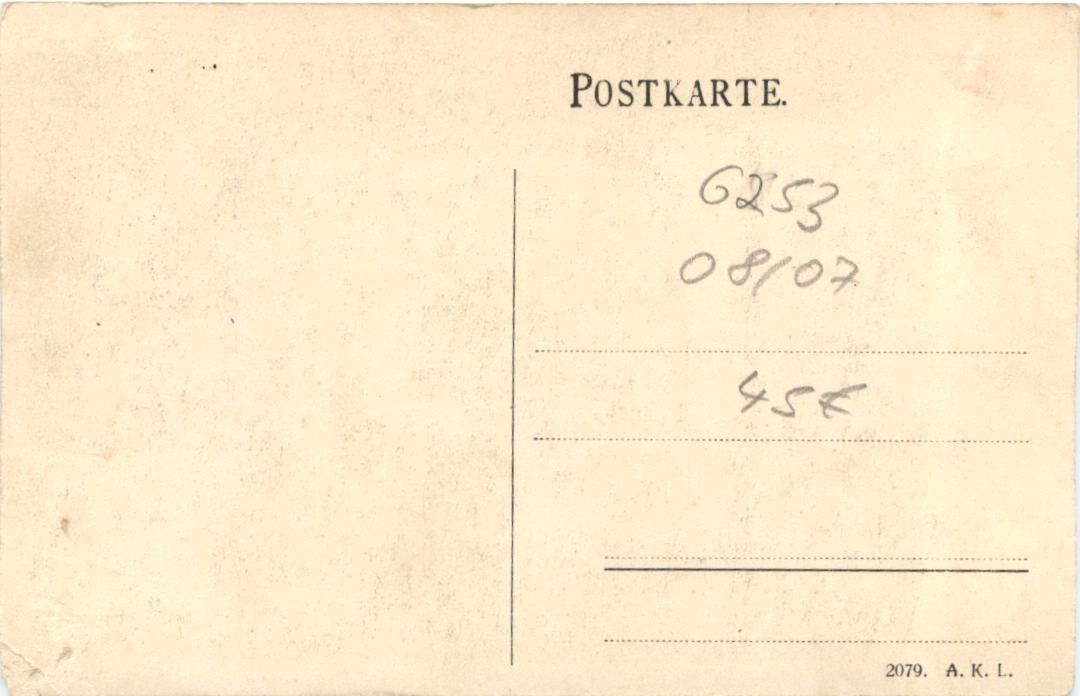 POSTKARTE.
6253
08/07
45€
2079. A. K. L.